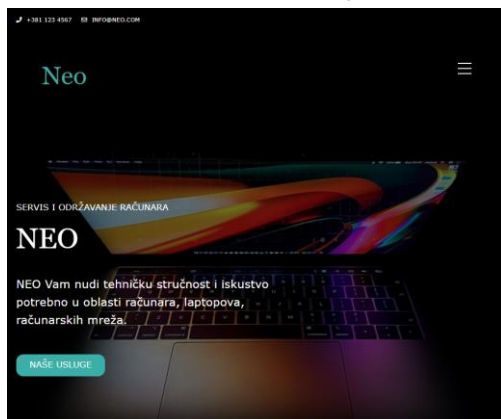 +381 123 4567 INFO@NEO.COM
Neo
SERVIS I ODRŽAVANJE RAČUNARA
NEO
NEO Vam nudi tehničku stručnost i iskustvo
potrebno u oblasti računara, laptopova,
računarskih mreža.
NAŠE USLUGE